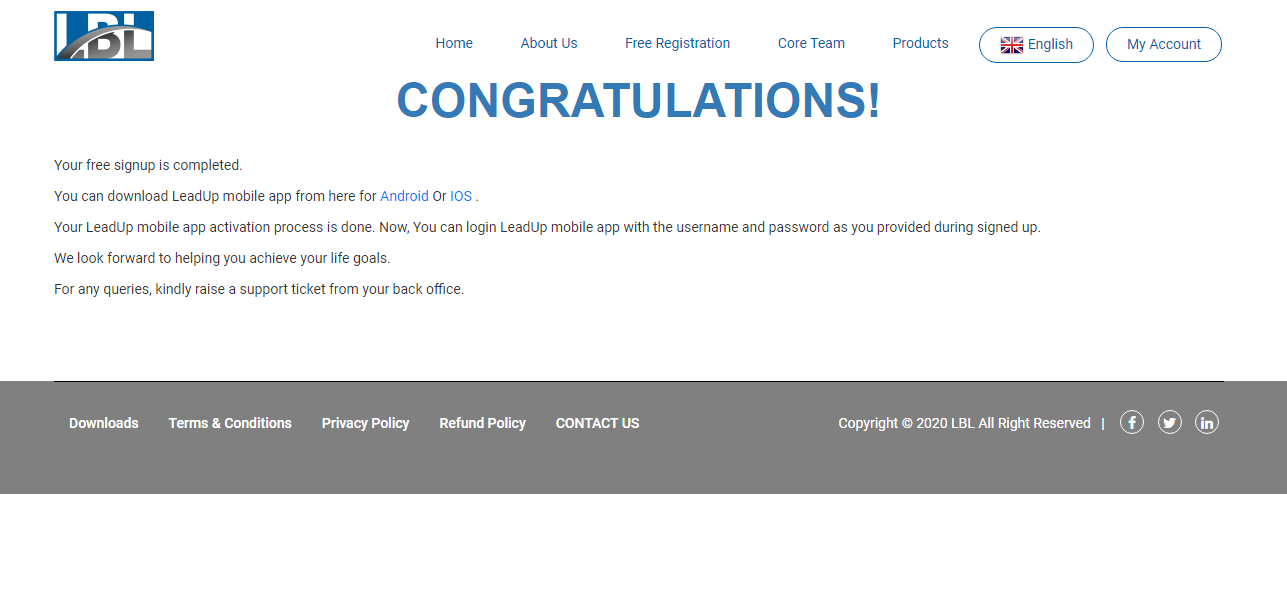 LBL
Home About Us Free Registration Core Team Products English My Account
CONGRATULATIONS!
Your free signup is completed.
You can download LeadUp mobile app from here for Android Or IOS .
Your LeadUp mobile app activation process is done. Now, You can login LeadUp mobile app with the username and password as you provided during signed up.
We look forward to helping you achieve your life goals.
For any queries, kindly raise a support ticket from your back office.
Downloads Terms & Conditions Privacy Policy Refund Policy CONTACT US Copyright © 2020 LBL All Right Reserved |